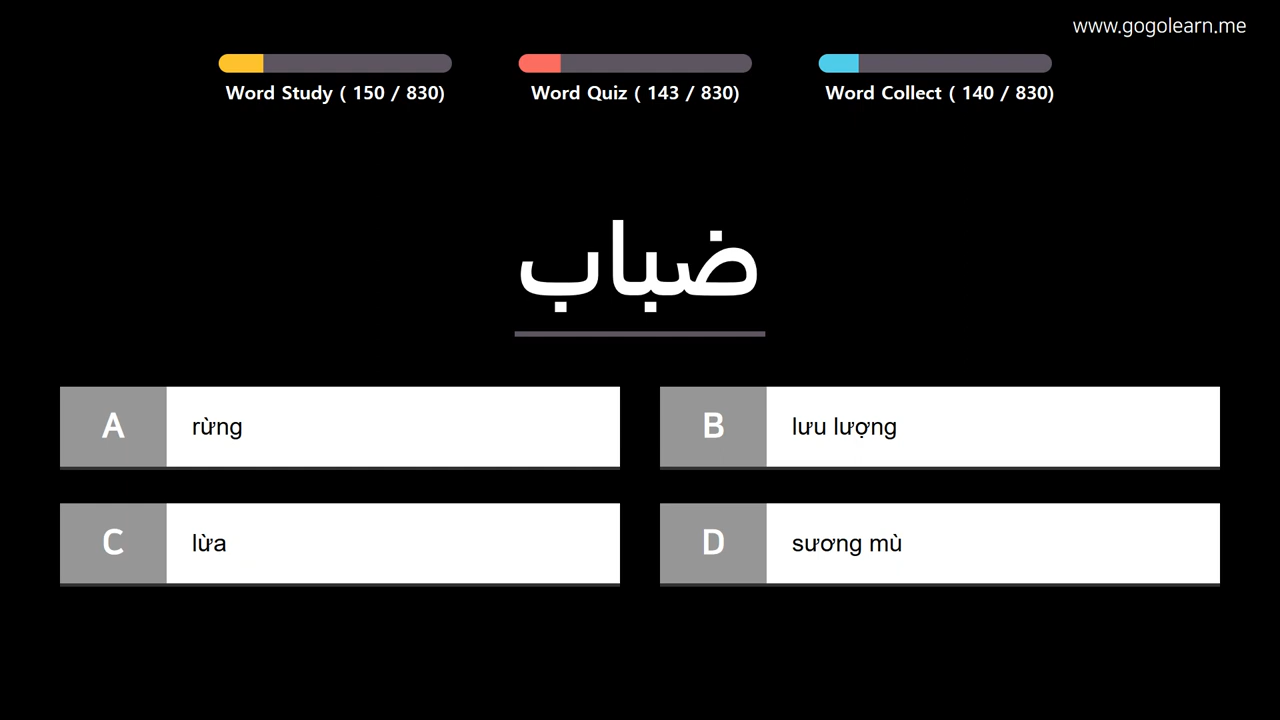 www.gogolearn.me
Word Study ( 150 / 830)
Word Quiz ( 143 / 830)
Word Collect ( 140 / 830)
ضباب
A rừng
B lưu lượng
C lừa
D sương mù